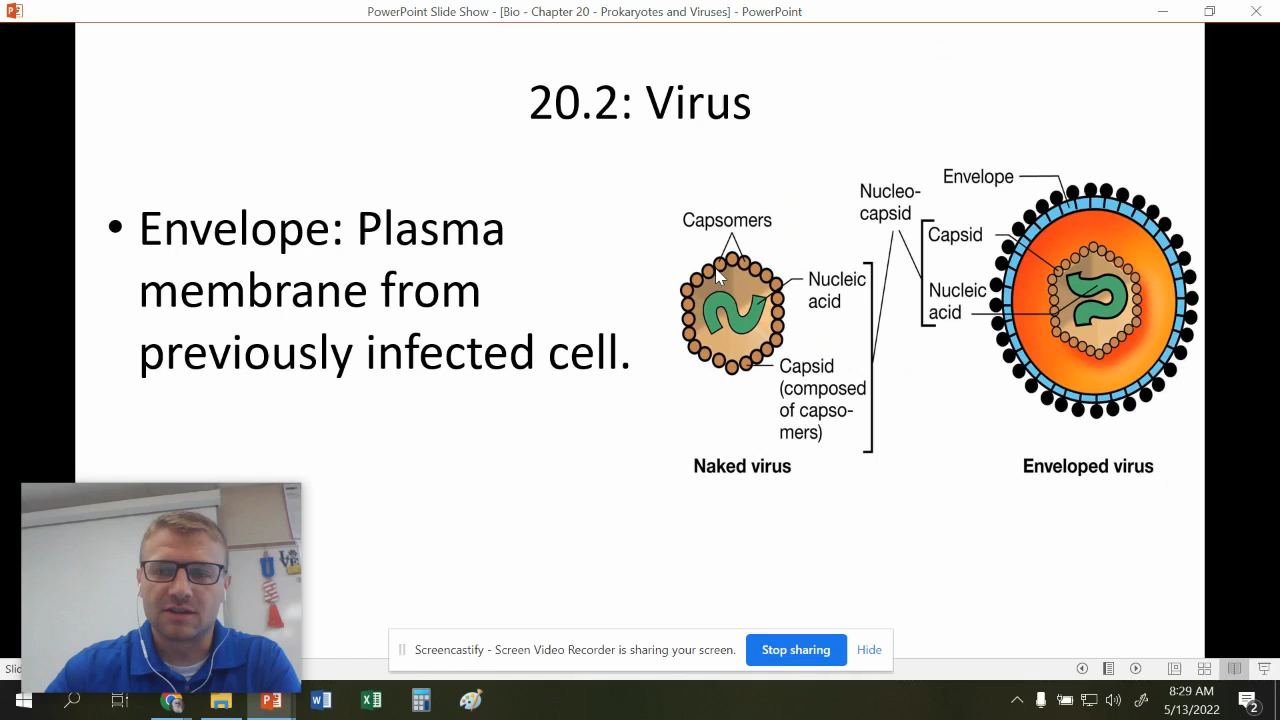 PowerPoint Slide Show - [Bio - Chapter 20 - Prokaryotes and Viruses] - PowerPoint
20.2: Virus
• Envelope: Plasma
membrane from
previously infected cell.
Capsomers
Nucleic
acid
Capsid
(composed
of capso-
mers)
Naked virus
Nucleo-
capsid
Envelope
Capsid
Nucleic
acid
Enveloped virus
Screencastify - Screen Video Recorder is sharing your screen.
Stop sharing
Hide
8:29 AM
5/13/2022
2